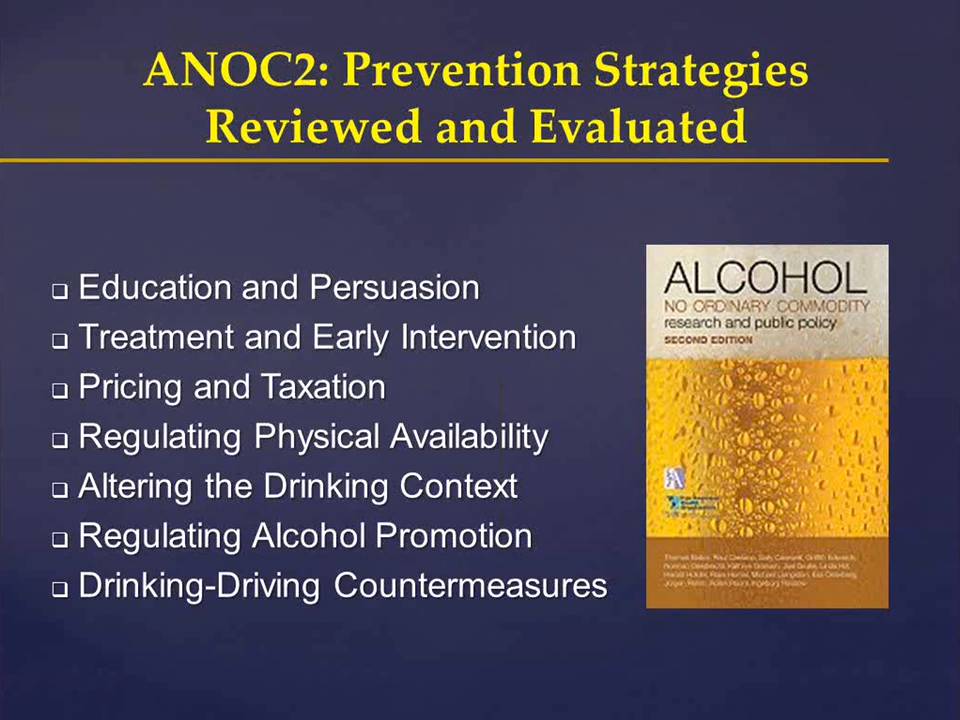 ANOC2: Prevention Strategies
Reviewed and Evaluated
Education and Persuasion
Treatment and Early Intervention
Pricing and Taxation
Regulating Physical Availability
Altering the Drinking Context
Regulating Alcohol Promotion
Drinking-Driving Countermeasures
ALCOHOL
NO ORDINARY COMMODITY
research and public policy
SECOND EDITION